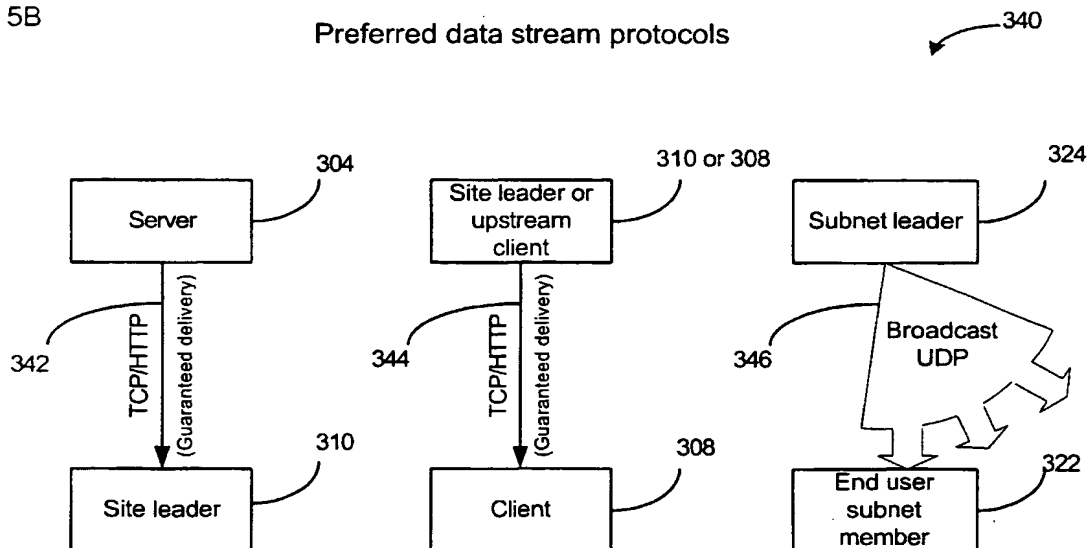 5B
Preferred data stream protocols
340
304
310 or 308
324
Server
Site leader or
upstream
client
Subnet leader
342
TCP/HTTP
(Guaranteed delivery)
344
TCP/HTTP
(Guaranteed delivery)
346
Broadcast
UDP
310
308
322
Site leader
Client
End user
subnet
member